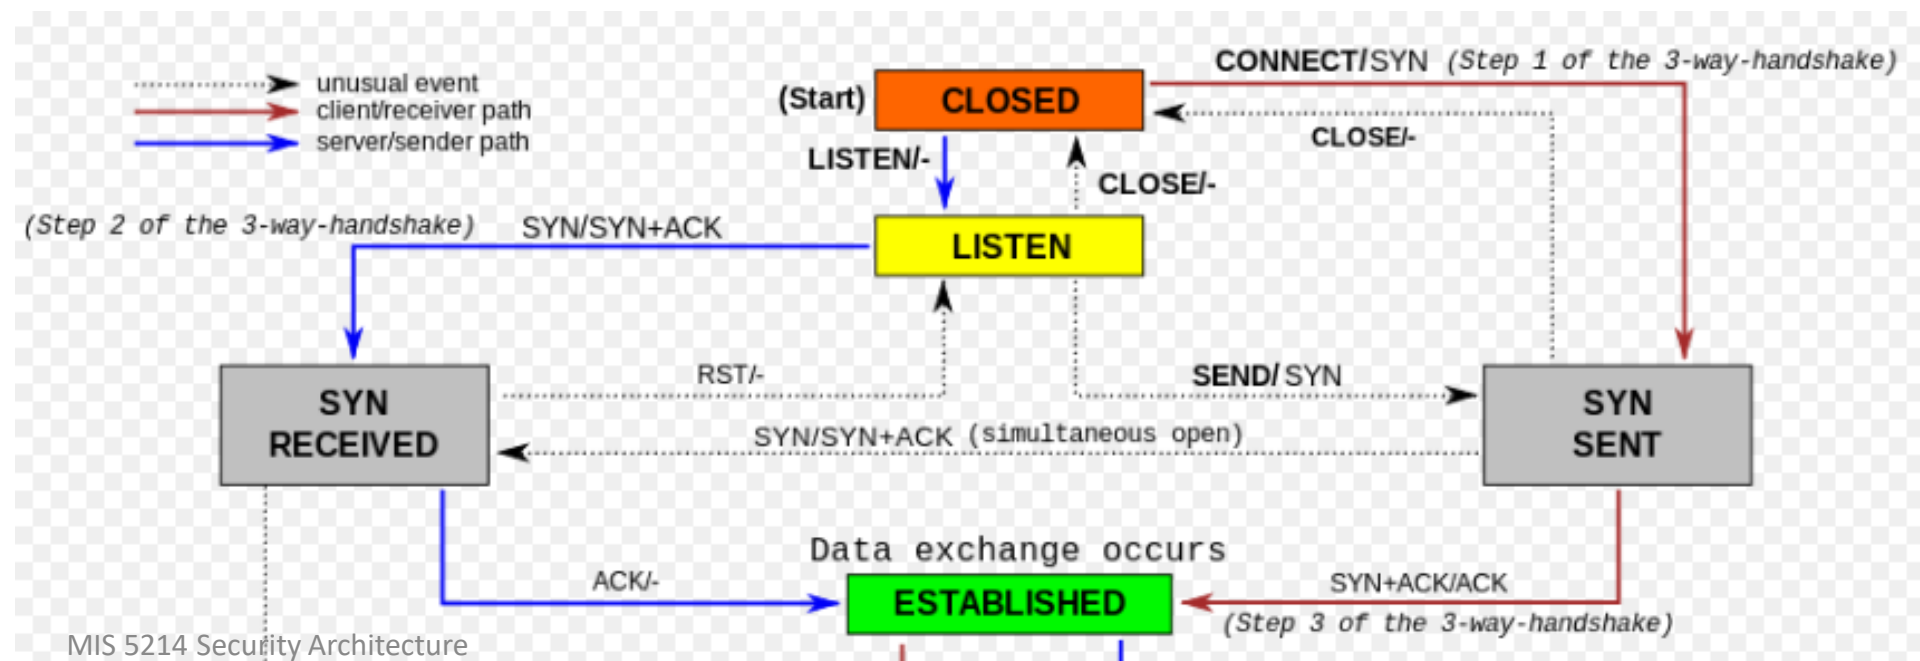 CONNECT/SYN (Step 1 of the 3-way-handshake)
unusual event
client/receiver path
server/sender path
(Start)
CLOSED
CLOSE/-
LISTEN/-
CLOSE/-
(Step 2 of the 3-way-handshake)
SYN/SYN+ACK
LISTEN
RST/-
SEND/SYN
SYN
RECEIVED
SYN
SENT
SYN/SYN+ACK (simultaneous open)
Data exchange occurs
ACK/-
ESTABLISHED
SYN+ACK/ACK
(Step 3 of the 3-way-handshake)
MIS 5214 Security Architecture